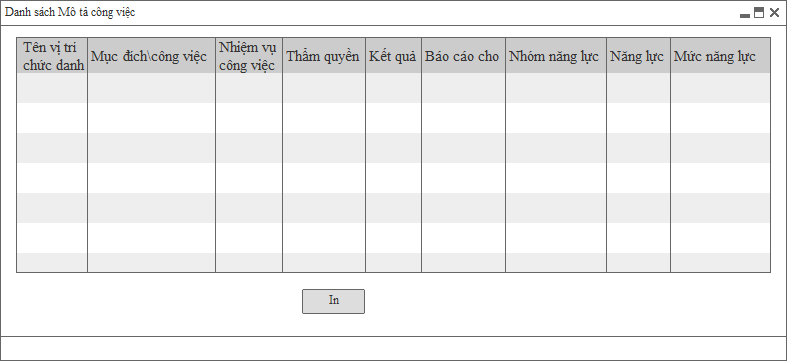 Danh sách Mô tả công việc
Tên vị trí
chức danh
Mục đích\công việc
Nhiệm vụ
công việc
Thẩm quyền
Kết quả
Báo cáo cho
Nhóm năng lực
Năng lực
Mức năng lực
In